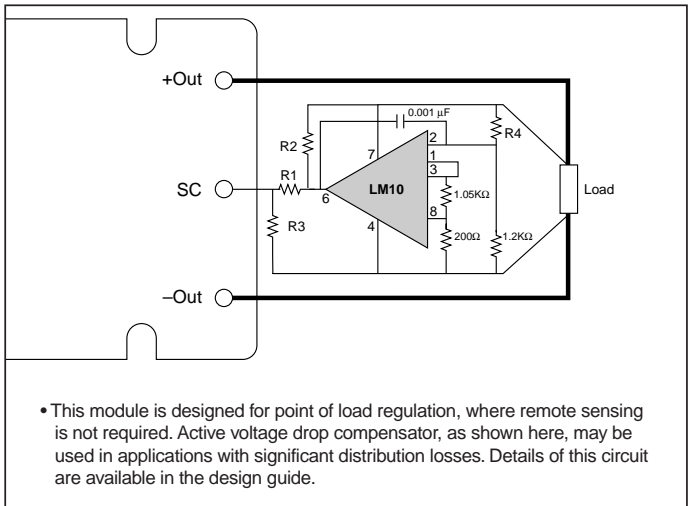 +Out
0.001 µF
R2
R4
7
2
1
3
R1
SC
LM10
1.05KΩ
Load
6
R3
4
8
200Ω
1.2KΩ
–Out
• This module is designed for point of load regulation, where remote sensing
is not required. Active voltage drop compensator, as shown here, may be
used in applications with significant distribution losses. Details of this circuit
are available in the design guide.